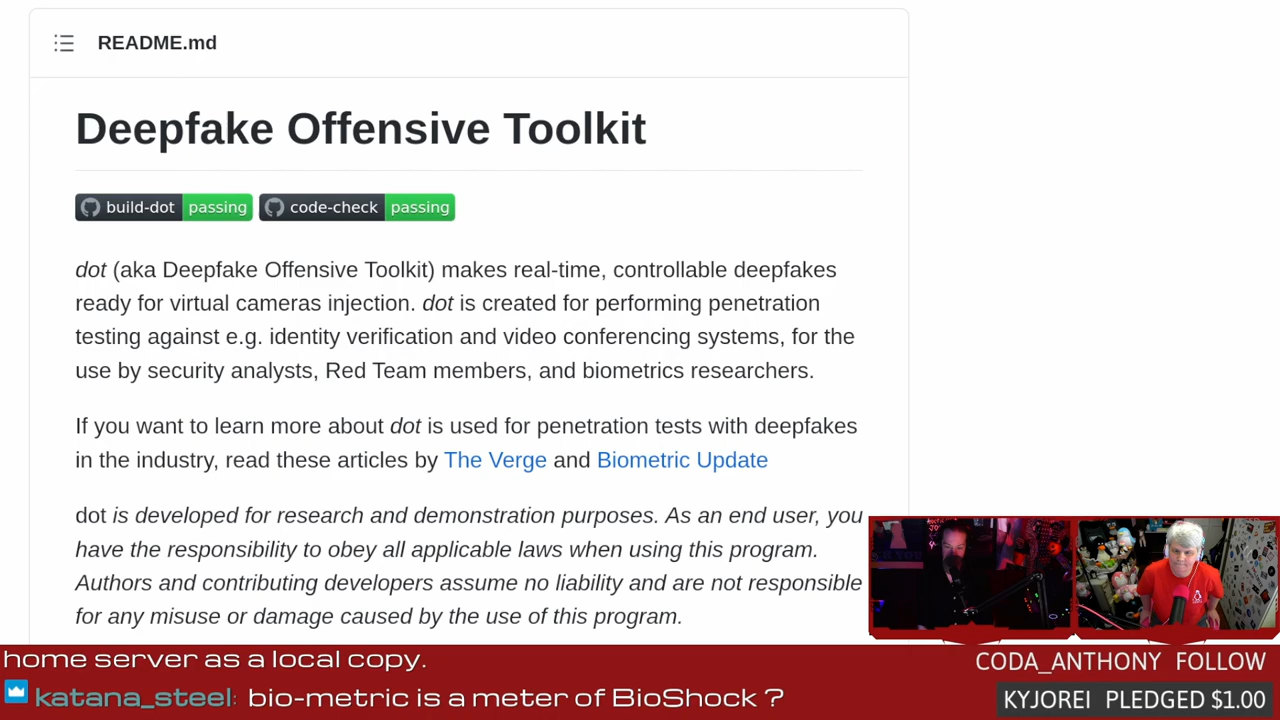 README.md
Deepfake Offensive Toolkit
build-dot passing code-check passing
dot (aka Deepfake Offensive Toolkit) makes real-time, controllable deepfakes
ready for virtual cameras injection. dot is created for performing penetration
testing against e.g. identity verification and video conferencing systems, for the
use by security analysts, Red Team members, and biometrics researchers.
If you want to learn more about dot is used for penetration tests with deepfakes
in the industry, read these articles by The Verge and Biometric Update
dot is developed for research and demonstration purposes. As an end user, you
have the responsibility to obey all applicable laws when using this program.
Authors and contributing developers assume no liability and are not responsible
for any misuse or damage caused by the use of this program.
home server as a local copy.
katana_steel: bio-metric is a meter of BioShock ?
CODA_ANTHONY FOLLOW
KYJOREI PLEDGED $1.00